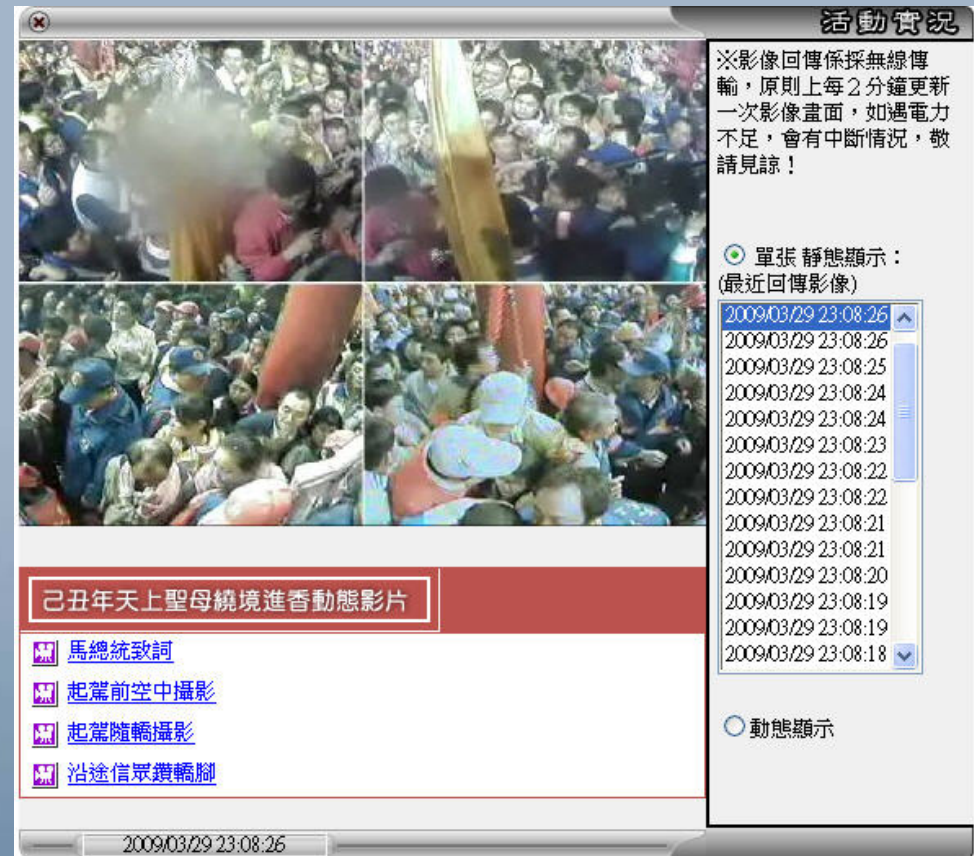 活動實況
※影像回傳係採無線傳
輸，原則上每２分鐘更新
一次影像畫面，如遇電力
不足，會有中斷情況，敬
請見諒！
單張 靜態顯示：
(最近回傳影像)
2009/03/29 23:08:26
2009/03/29 23:08:26
2009/03/29 23:08:25
2009/03/29 23:08:24
2009/03/29 23:08:24
2009/03/29 23:08:23
2009/03/29 23:08:22
2009/03/29 23:08:22
2009/03/29 23:08:21
2009/03/29 23:08:21
2009/03/29 23:08:20
2009/03/29 23:08:19
2009/03/29 23:08:19
2009/03/29 23:08:18
動態顯示
己丑年天上聖母繞境進香動態影片
馬總統致詞
起駕前空中攝影
起駕隨轎攝影
沿途信眾鑽轎腳
2009/03/29 23:08:26